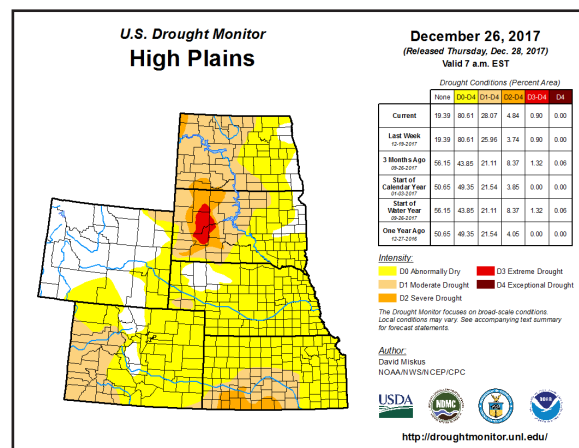 U.S. Drought Monitor
High Plains
December 26, 2017
(Released Thursday, Dec. 28, 2017)
Valid 7 a.m. EST
Drought Conditions (Percent Area)
None D0-D4 D1-D4 D2-D4 D3-D4 D4
Current 19.39 80.61 28.07 4.84 0.90 0.00
Last Week
12-19-2017 19.39 80.61 25.96 3.74 0.90 0.00
3 Months Ago
09-26-2017 56.15 43.85 21.11 8.37 1.32 0.06
Start of
Calendar Year
01-03-2017 50.65 49.35 21.54 3.85 0.00 0.00
Start of
Water Year
09-26-2017 56.15 43.85 21.11 8.37 1.32 0.06
One Year Ago
12-27-2016 50.65 49.35 21.54 4.05 0.00 0.00
Intensity:
D0 Abnormally Dry D3 Extreme Drought
D1 Moderate Drought D4 Exceptional Drought
D2 Severe Drought
The Drought Monitor focuses on broad-scale conditions.
Local conditions may vary. See accompanying text summary
for forecast statements.
Author:
David Miskus
NOAA/NWS/NCEP/CPC
USDA
NDMC
http://droughtmonitor.unl.edu/